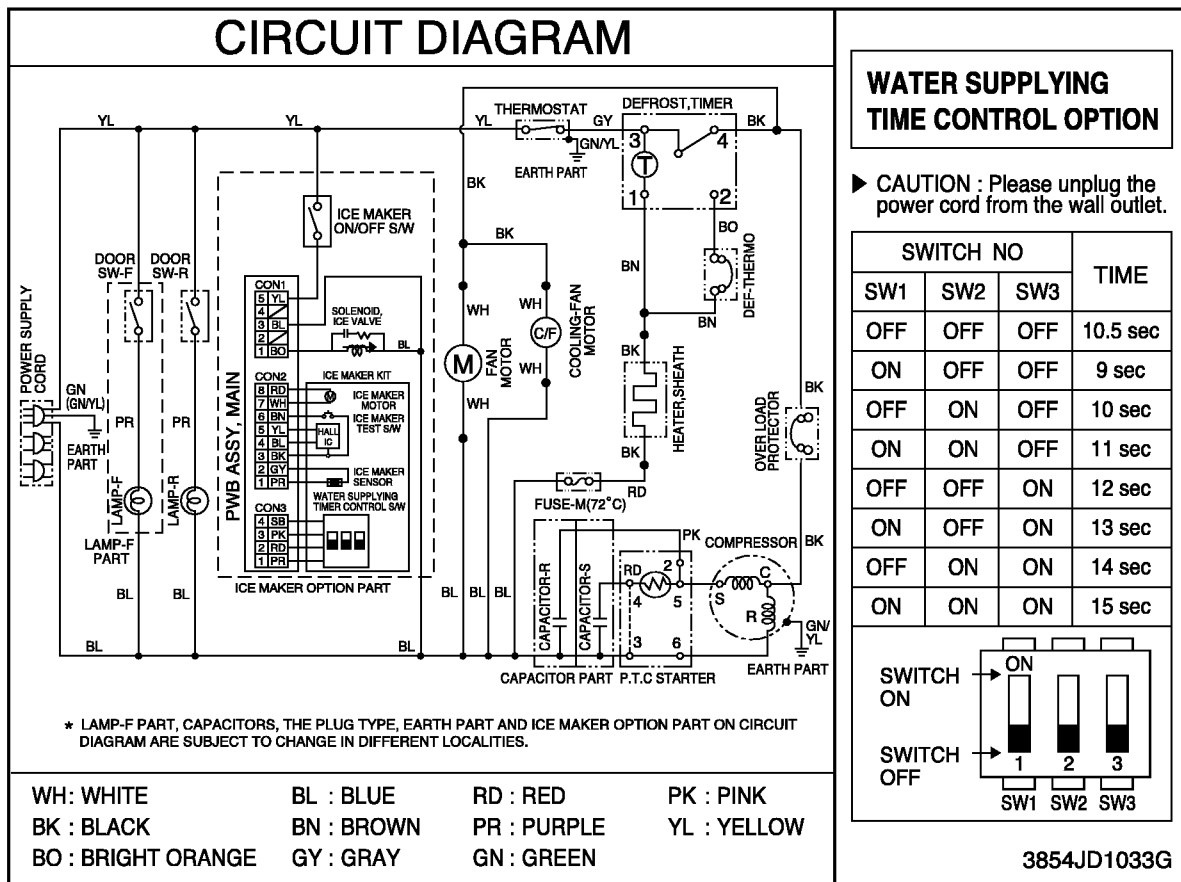 CIRCUIT DIAGRAM
YL
YL
YL
THERMOSTAT
GY
GN/YL
EARTH PART
DEFROST,TIMER
3
4
T
1
2
BK
BK
BK
BO
DEF-THERMO
BN
BN
ICE MAKER
ON/OFF S/W
DOOR
SW-F
DOOR
SW-R
POWER SUPPLY
CORD
GN
(GN/YL)
EARTH
PART
PR
PR
LAMP-F
LAMP-R
LAMP-F
PART
BL
BL
BL
BL
PWB ASSY, MAIN
CON1
5 YL
4
3 BL
2
1 BO
SOLENOID,
ICE VALVE
BL
CON2
8 RD
7 WH
6 BN
5 YL
4 BL
3 BK
2 GY
1 PR
ICE MAKER KIT
M
ICE MAKER
MOTOR
ICE MAKER
TEST S/W
HALL
IC
ICE MAKER
SENSOR
WATER SUPPLYING
TIMER CONTROL S/W
CON3
4 SB
3 PK
2 RD
1 PR
ICE MAKER OPTION PART
WH
M
FAN
MOTOR
WH
WH
C/F
WH
COOLING-FAN
MOTOR
BK
HEATER,SHEATH
BK
RD
FUSE-M(72°C)
BL
BL
BL
BK
OVER LOAD
PROTECTOR
BK
CAPACITOR-R
CAPACITOR-S
CAPACITOR PART
PK
RD
2
4
5
3
6
P.T.C STARTER
COMPRESSOR
S
C
R
GN/
YL
EARTH PART
* LAMP-F PART, CAPACITORS, THE PLUG TYPE, EARTH PART AND ICE MAKER OPTION PART ON CIRCUIT
DIAGRAM ARE SUBJECT TO CHANGE IN DIFFERENT LOCALITIES.
WH: WHITE BL : BLUE RD : RED PK : PINK
BK : BLACK BN : BROWN PR : PURPLE YL : YELLOW
BO : BRIGHT ORANGE GY : GRAY GN : GREEN
WATER SUPPLYING
TIME CONTROL OPTION
▶ CAUTION : Please unplug the
power cord from the wall outlet.
SWITCH NO TIME
SW1 SW2 SW3
OFF OFF OFF 10.5 sec
ON OFF OFF 9 sec
OFF ON OFF 10 sec
ON ON OFF 11 sec
OFF OFF ON 12 sec
ON OFF ON 13 sec
OFF ON ON 14 sec
ON ON ON 15 sec
SWITCH
ON
ON
SWITCH
OFF
1 2 3
SW1 SW2 SW3
3854JD1033G